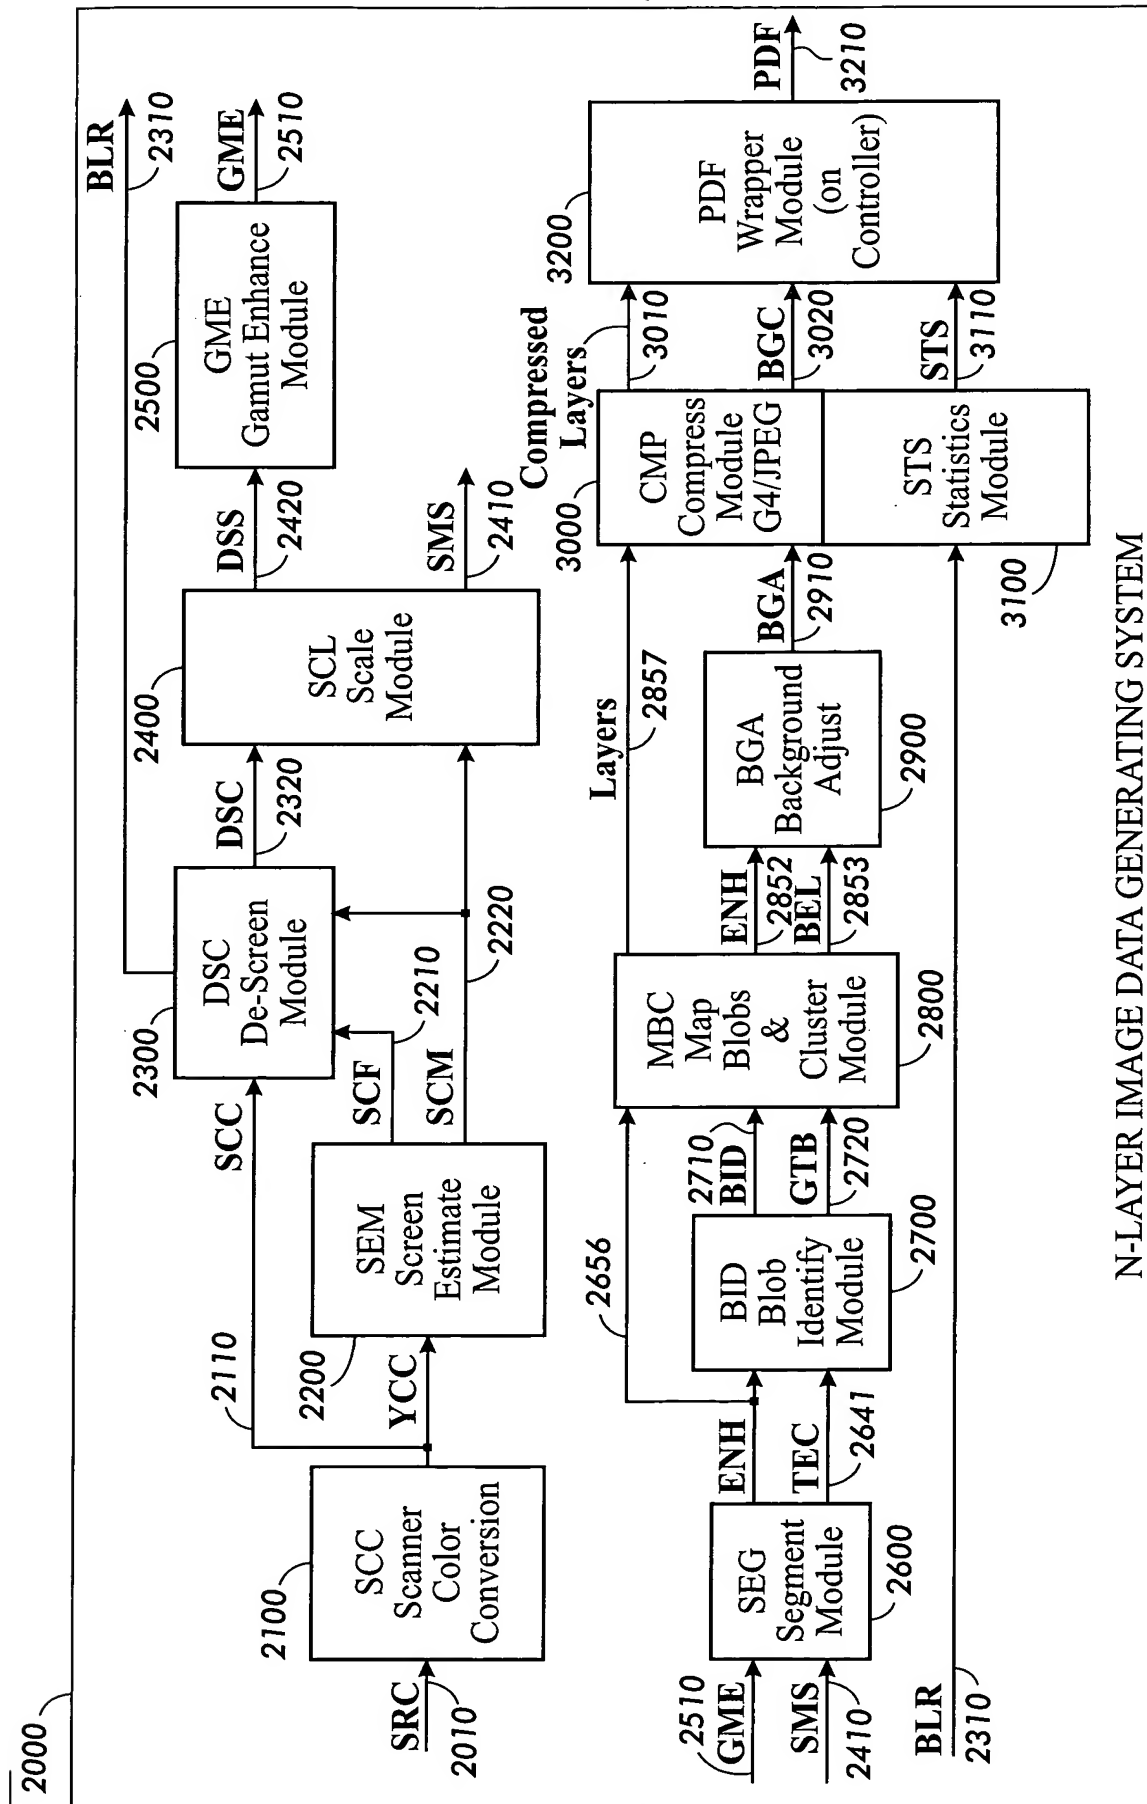 2000
BLR
2310
2500
GME
Gamut Enhance
Module
GME
2510
2400
DSS
2420
SCL
Scale
Module
SMS
2410
2300
DSC
De-Screen
Module
DSC
2320
SCC
2110
SCF
2210
SCM
2220
2200
SEM
Screen
Estimate
Module
YCC
2100
SCC
Scanner
Color
Conversion
SRC
2010
2510
GME
SMS
2410
BLR
2310
SEG
Segment
Module
2600
ENH
2656
TEC
2641
BID
Blob
Identify
Module
2700
2710
BID
GTB
2720
MBC
Map
Blobs
&
Cluster
Module
2800
Layers
2857
ENH
2852
BEL
2853
BGA
Background
Adjust
2900
BGA
2910
3000
CMP
Compress
Module
G4/JPEG
STS
Statistics
Module
3100
Compressed
Layers
3010
BGC
3020
STS
3110
3200
PDF
Wrapper
Module
(on
Controller)
PDF
3210
N-LAYER IMAGE DATA GENERATING SYSTEM